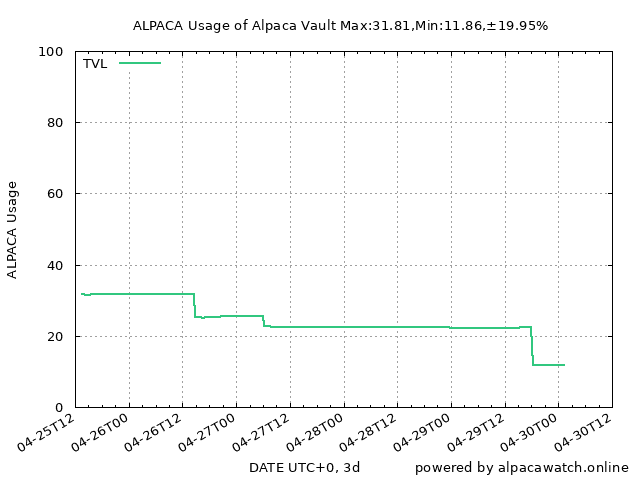 ALPACA Usage of Alpaca Vault Max:31.81,Min:11.86,±19.95%
TVL
ALPACA Usage
100
80
60
40
20
0
04-25T12
04-26T00
04-26T12
04-27T00
04-27T12
04-28T00
04-28T12
04-29T00
04-29T12
04-30T00
04-30T12
DATE UTC+0, 3d
powered by alpacawatch.online